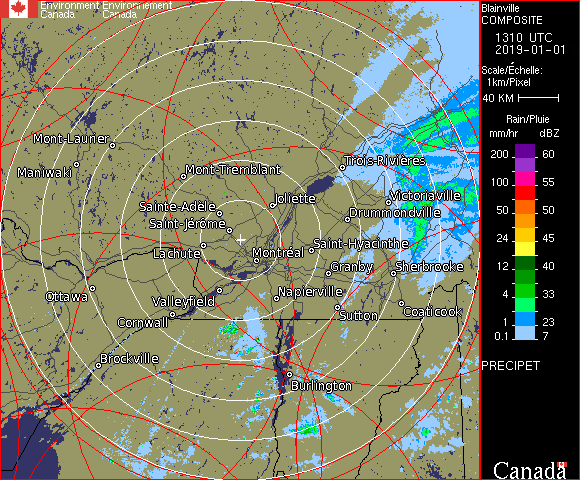 Environment Environnement
Canada Canada
Blainville
COMPOSITE
1310 UTC
2019-01-01
Scale/Échelle:
1km/Pixel
40 KM
Rain/Pluie
mm/hr dBZ
200 60
100 55
50 50
24 45
12 40
4 33
1 23
0.1 7
PRECIPET
Mont-Laurier
Maniwaki
Mont-Tremblant
Trois-Rivières
Sainte-Adèle
Joliette
Victoriaville
Drummondville
Saint-Jérôme
Lachute
Montréal
Saint-Hyacinthe
Granby
Sherbrooke
Ottawa
Valleyfield
Napierville
Cornwall
Sutton
Coaticook
Brockville
Burlington
Canada